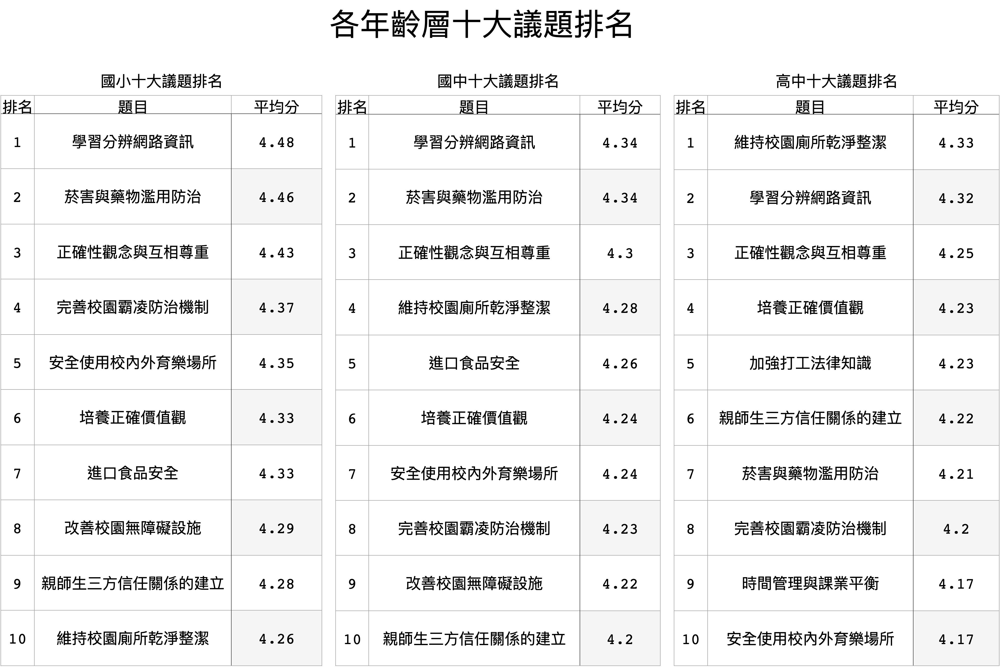 各年齡層十大議題排名
國小十大議題排名
排名 題目 平均分
1 學習分辨網路資訊 4.48
2 菸害與藥物濫用防治 4.46
3 正確性觀念與互相尊重 4.43
4 完善校園霸凌防治機制 4.37
5 安全使用校內外育樂場所 4.35
6 培養正確價值觀 4.33
7 進口食品安全 4.33
8 改善校園無障礙設施 4.29
9 親師生三方信任關係的建立 4.28
10 維持校園廁所乾淨整潔 4.26
國中十大議題排名
排名 題目 平均分
1 學習分辨網路資訊 4.34
2 菸害與藥物濫用防治 4.34
3 正確性觀念與互相尊重 4.3
4 維持校園廁所乾淨整潔 4.28
5 進口食品安全 4.26
6 培養正確價值觀 4.24
7 安全使用校內外育樂場所 4.24
8 完善校園霸凌防治機制 4.23
9 改善校園無障礙設施 4.22
10 親師生三方信任關係的建立 4.2
高中十大議題排名
排名 題目 平均分
1 維持校園廁所乾淨整潔 4.33
2 學習分辨網路資訊 4.32
3 正確性觀念與互相尊重 4.25
4 培養正確價值觀 4.23
5 加強打工法律知識 4.23
6 親師生三方信任關係的建立 4.22
7 菸害與藥物濫用防治 4.21
8 完善校園霸凌防治機制 4.2
9 時間管理與課業平衡 4.17
10 安全使用校內外育樂場所 4.17